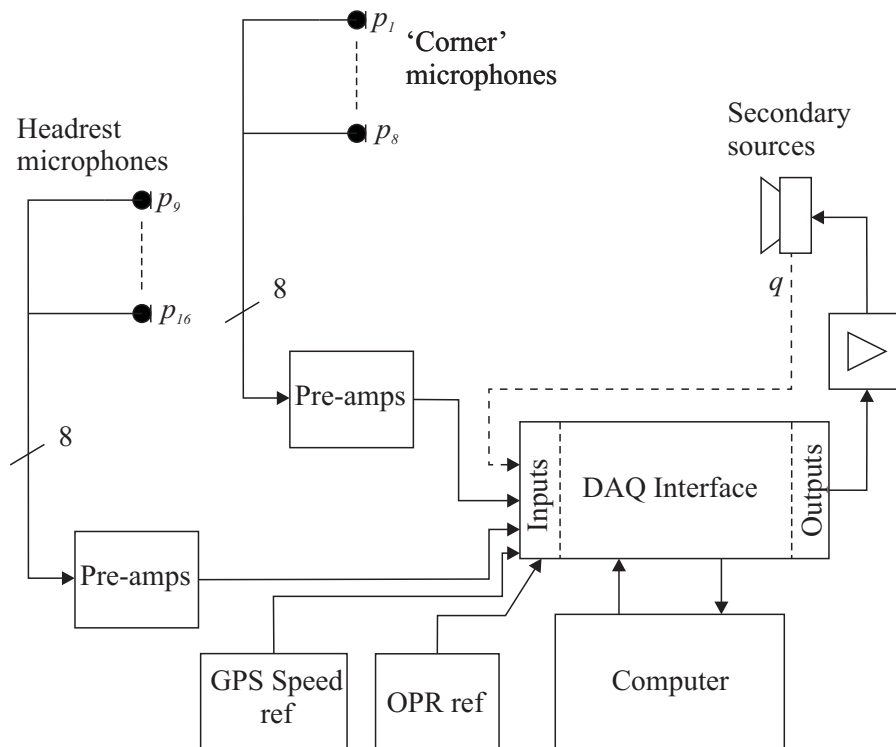 p1
'Corner'
microphones
p8
Headrest
microphones
p9
p16
8
8
Secondary
sources
q
Pre-amps
Inputs
DAQ Interface
Outputs
Pre-amps
GPS Speed
ref
OPR ref
Computer